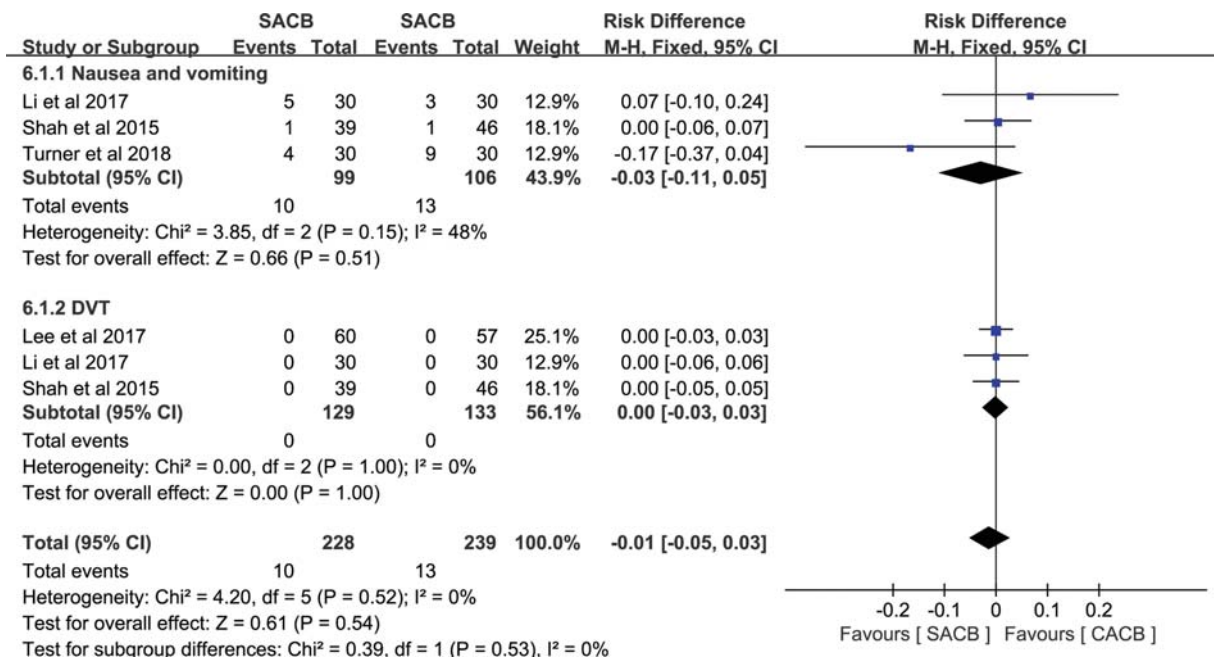 SACB SACB Risk Difference Risk Difference
Study or Subgroup Events Total Events Total Weight M-H, Fixed, 95% CI M-H, Fixed, 95% CI
6.1.1 Nausea and vomiting
Li et al 2017 5 30 3 30 12.9% 0.07 [-0.10, 0.24]
Shah et al 2015 1 39 1 46 18.1% 0.00 [-0.06, 0.07]
Turner et al 2018 4 30 9 30 12.9% -0.17 [-0.37, 0.04]
Subtotal (95% CI) 99 106 43.9% -0.03 [-0.11, 0.05]
Total events 10 13
Heterogeneity: Chi² = 3.85, df = 2 (P = 0.15); I² = 48%
Test for overall effect: Z = 0.66 (P = 0.51)
6.1.2 DVT
Lee et al 2017 0 60 0 57 25.1% 0.00 [-0.03, 0.03]
Li et al 2017 0 30 0 30 12.9% 0.00 [-0.06, 0.06]
Shah et al 2015 0 39 0 46 18.1% 0.00 [-0.05, 0.05]
Subtotal (95% CI) 129 133 56.1% 0.00 [-0.03, 0.03]
Total events 0 0
Heterogeneity: Chi² = 0.00, df = 2 (P = 1.00); I² = 0%
Test for overall effect: Z = 0.00 (P = 1.00)
Total (95% CI) 228 239 100.0% -0.01 [-0.05, 0.03]
Total events 10 13
Heterogeneity: Chi² = 4.20, df = 5 (P = 0.52); I² = 0%
Test for overall effect: Z = 0.61 (P = 0.54)
Test for subgroup differences: Chi² = 0.39, df = 1 (P = 0.53), I² = 0%
-0.2 -0.1 0 0.1 0.2
Favours [ SACB ] Favours [ CACB ]